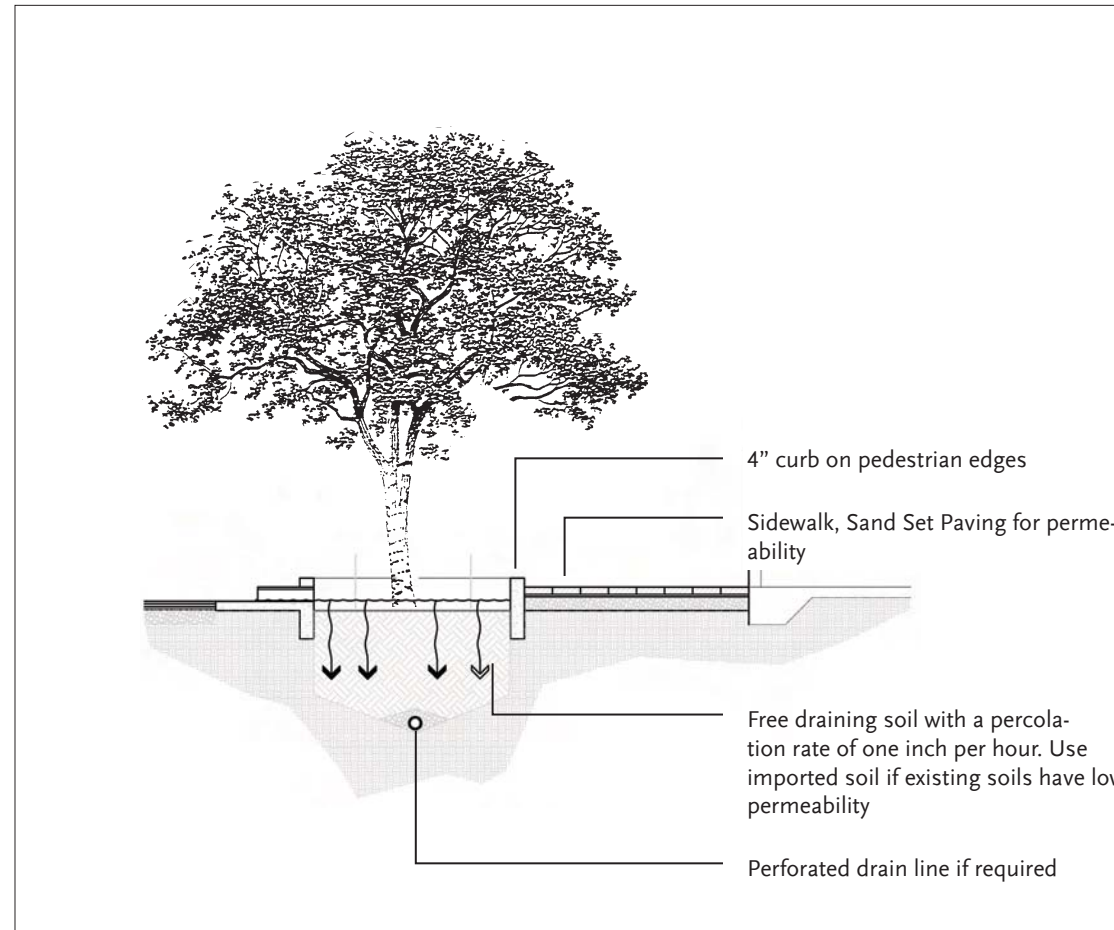 4” curb on pedestrian edges
Sidewalk, Sand Set Paving for perme-
ability
Free draining soil with a percola-
tion rate of one inch per hour. Use
imported soil if existing soils have low
permeability
Perforated drain line if required